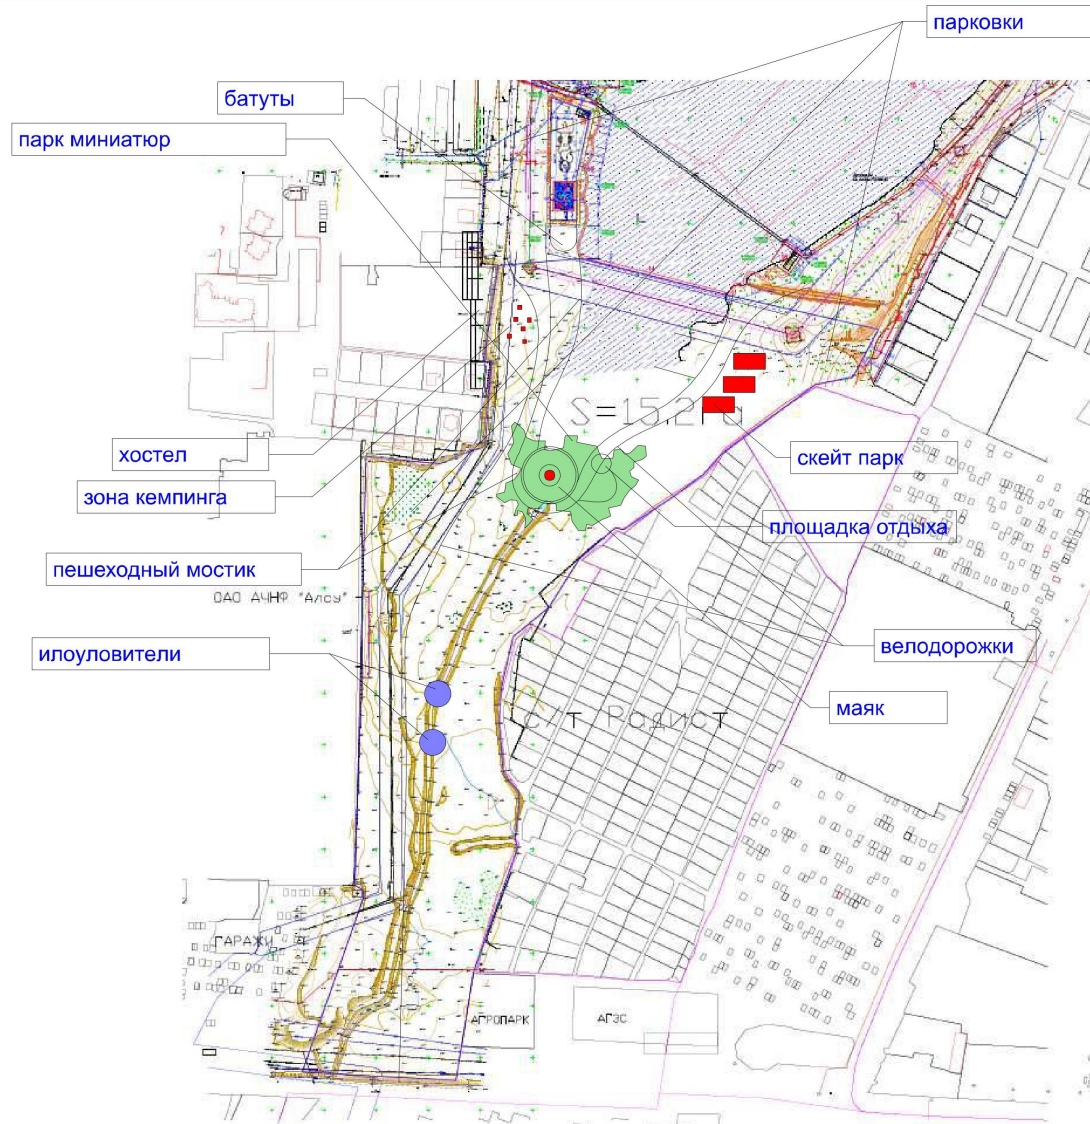 парковки
батуты
парк миниатюр
S=15.2га
хостел
скейт парк
зона кемпинга
площадка отдыха
пешеходный мостик
ОАО АЧНФ "Алсу"
илоуловители
велодорожки
маяк
с/т Радист
ГАРАЖИ
АГРОПАРК
АГЗС